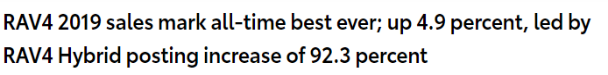 RAV4 2019 sales mark all-time best ever; up 4.9 percent, led by
RAV4 Hybrid posting increase of 92.3 percent